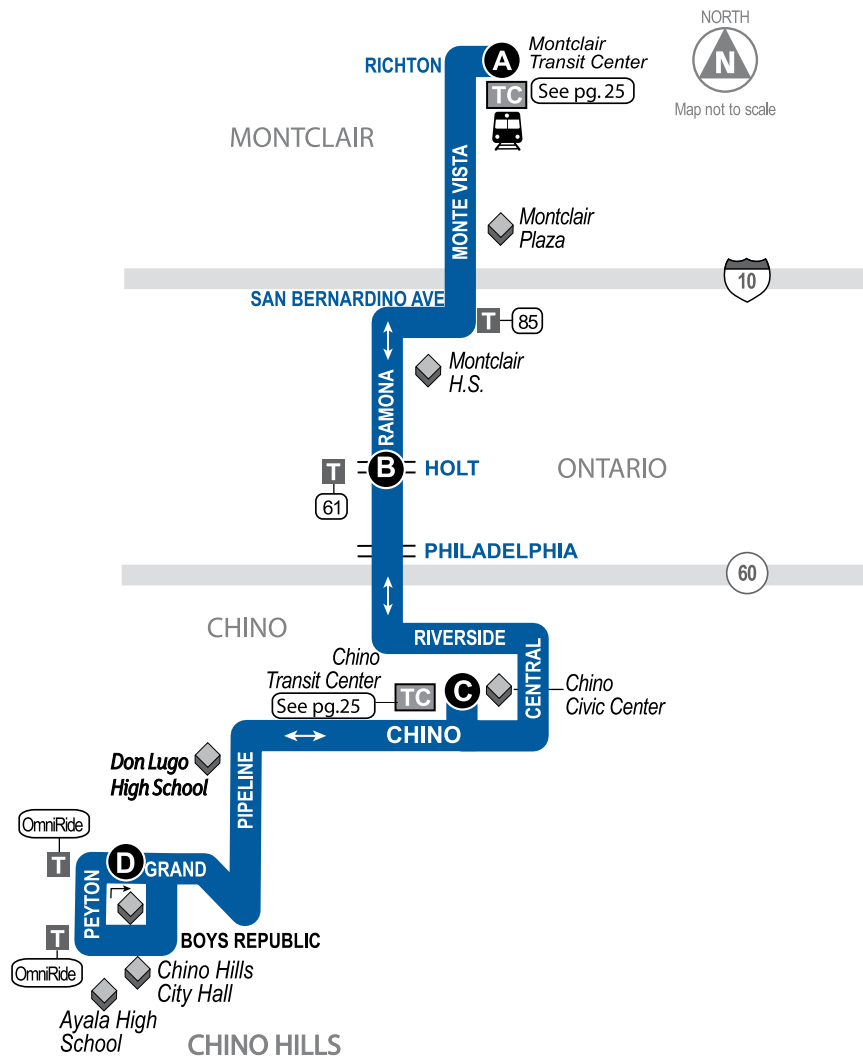 NORTH
N
Map not to scale
RICHTON
A
Montclair
Transit Center
TC
See pg. 25
MONTCLAIR
MONTE VISTA
Montclair
Plaza
10
SAN BERNARDINO AVE
T
85
Montclair
H.S.
RAMONA
B
HOLT
T
61
ONTARIO
PHILADELPHIA
60
CHINO
RIVERSIDE
Chino
Transit Center
See pg.25
TC
C
CENTRAL
Chino
Civic Center
CHINO
Don Lugo
High School
PIPELINE
OmniRide
T
D
GRAND
PEYTON
T
OmniRide
BOYS REPUBLIC
Chino Hills
City Hall
Ayala High
School
CHINO HILLS